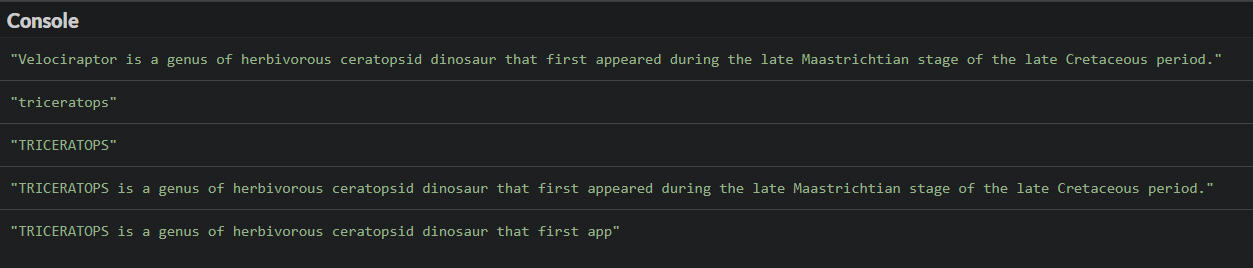 Console
"Velociraptor is a genus of herbivorous ceratopsid dinosaur that first appeared during the late Maastrichtian stage of the late Cretaceous period."
"triceratops"
"TRICERATOPS"
"TRICERATOPS is a genus of herbivorous ceratopsid dinosaur that first appeared during the late Maastrichtian stage of the late Cretaceous period."
"TRICERATOPS is a genus of herbivorous ceratopsid dinosaur that first app"